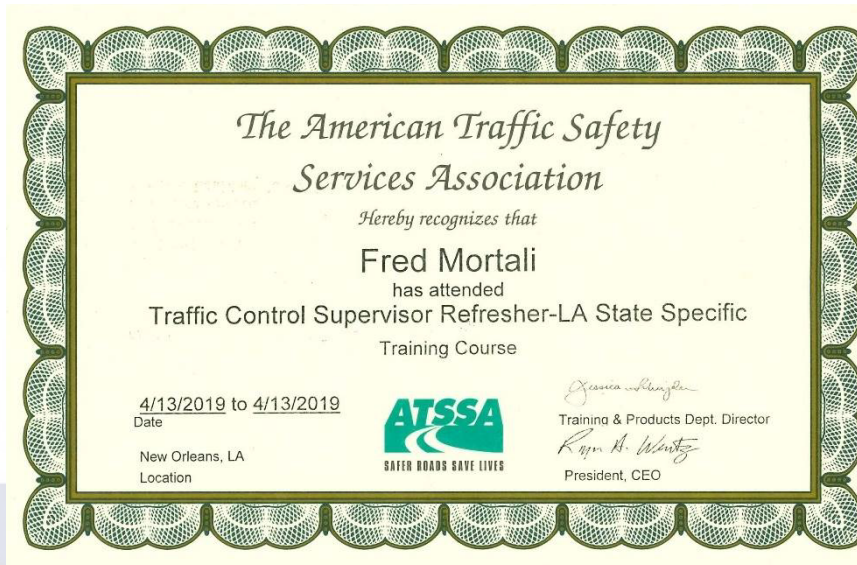 The American Traffic Safety
Services Association
Hereby recognizes that
Fred Mortali
has attended
Traffic Control Supervisor Refresher-LA State Specific
Training Course
4/13/2019 to 4/13/2019
Date
New Orleans, LA
Location
ATSSA
SAFER ROADS SAVE LIVES
Training & Products Dept. Director
President, CEO